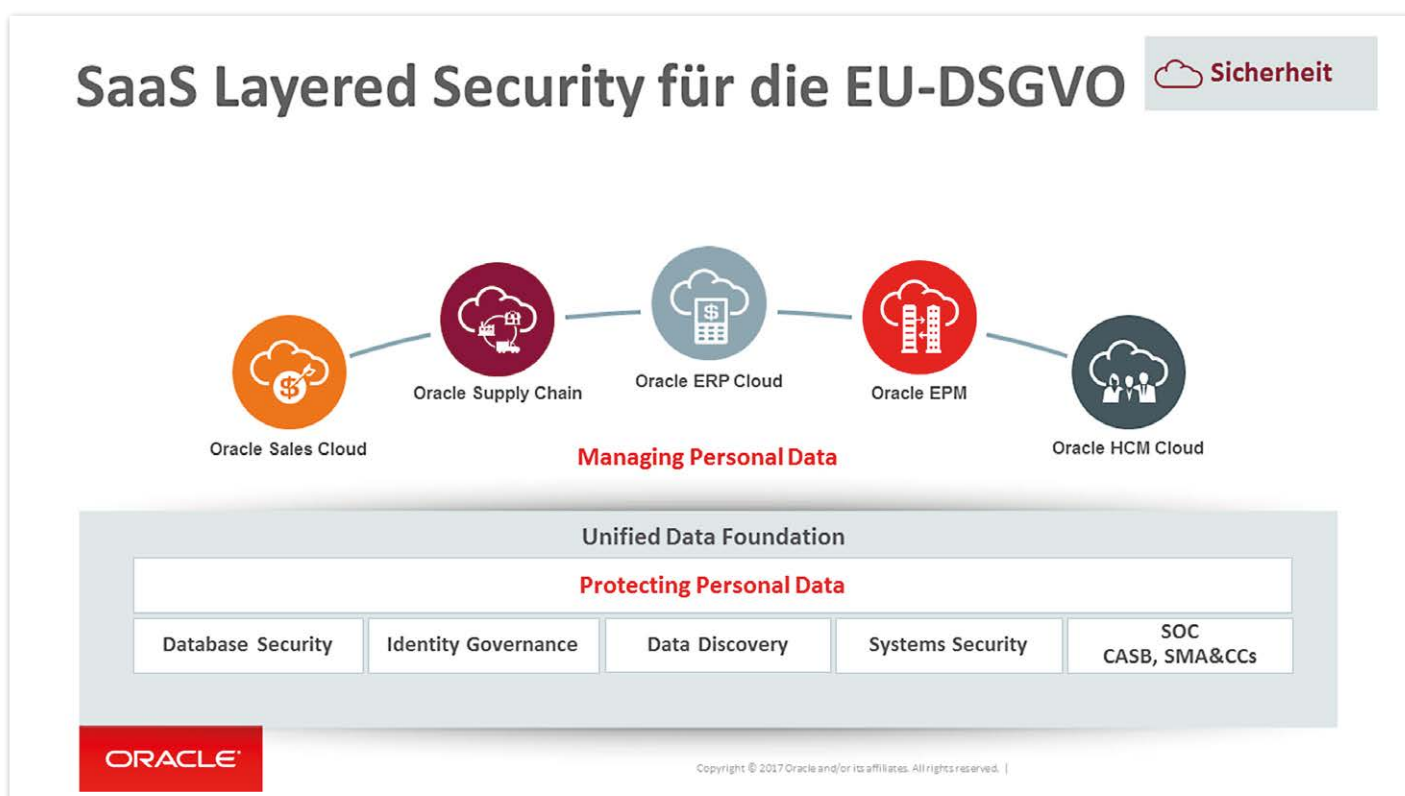 SaaS Layered Security für die EU-DSGVO
Sicherheit
$
$
Oracle Sales Cloud
Oracle Supply Chain
Oracle ERP Cloud
Oracle EPM
Oracle HCM Cloud
Managing Personal Data
Unified Data Foundation
Protecting Personal Data
Database Security
Identity Governance
Data Discovery
Systems Security
SOC
CASB, SMA&CCs
ORACLE®
Copyright © 2017 Oracle and/or its affiliates. All rights reserved. |